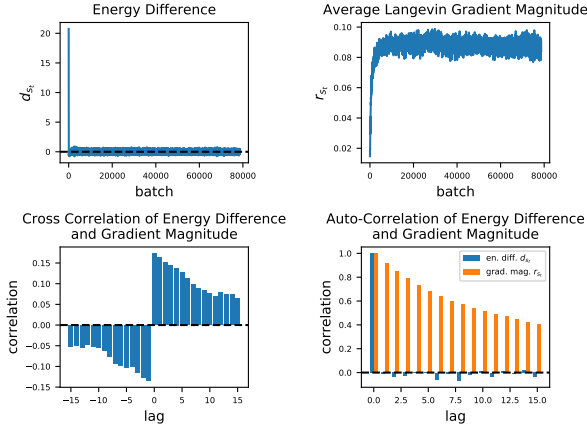 Energy Difference
20
15
10
5
0
d_{s_t}
0
20000
40000
60000
80000
batch
Average Langevin Gradient Magnitude
0.10
0.08
0.06
0.04
0.02
r_{s_t}
0
20000
40000
60000
80000
batch
Cross Correlation of Energy Difference
and Gradient Magnitude
0.15
0.10
0.05
0.00
−0.05
−0.10
−0.15
correlation
−15
−10
−5
0
5
10
15
lag
Auto-Correlation of Energy Difference
and Gradient Magnitude
1.0
0.8
0.6
0.4
0.2
0.0
correlation
en. diff. d_{s_t}
grad. mag. r_{s_t}
0.0
2.5
5.0
7.5
10.0
12.5
15.0
lag